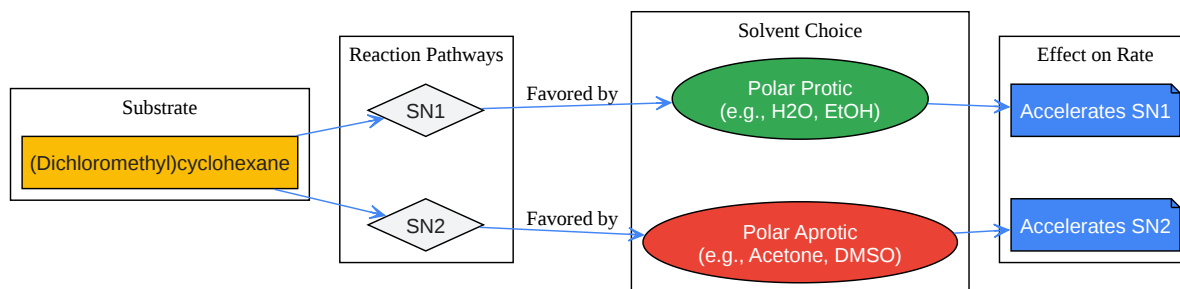 Substrate
(Dichloromethyl)cyclohexane
Reaction Pathways
SN1
SN2
Favored by
Favored by
Solvent Choice
Polar Protic
(e.g., H2O, EtOH)
Polar Aprotic
(e.g., Acetone, DMSO)
Effect on Rate
Accelerates SN1
Accelerates SN2